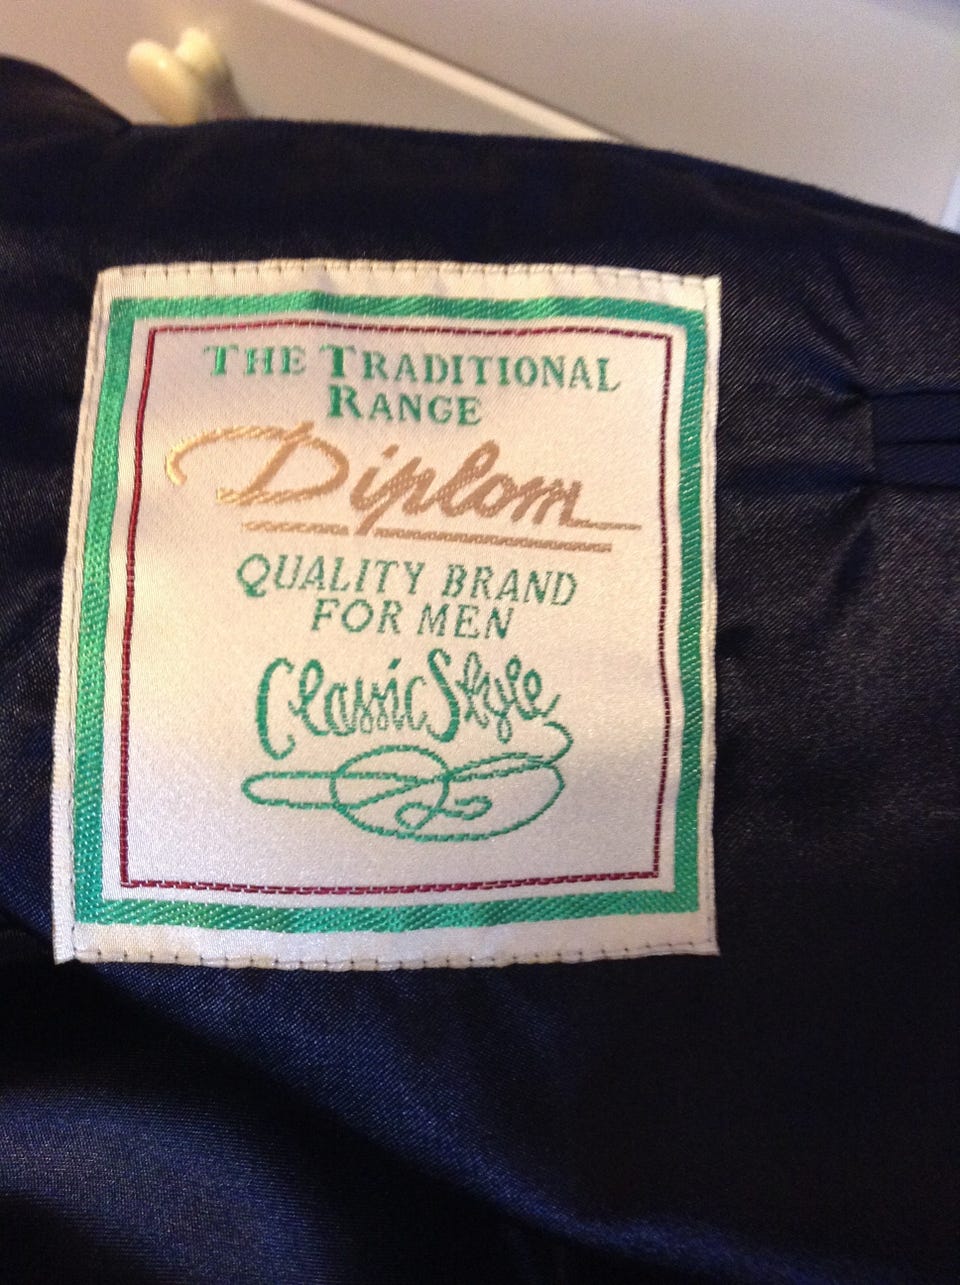 THE TRADITIONAL
RANGE
Diplom
QUALITY BRAND
FOR MEN
Classic Style